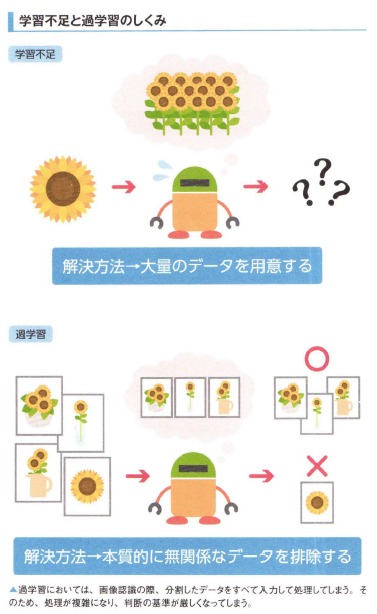 学習不足と過学習のしくみ
学習不足
???
解決方法→大量のデータを用意する
過学習
解決方法→本質的に無関係なデータを排除する
▲過学習においては、画像認識の際、分割したデータをすべて入力して処理してしまう。そ
のため、処理が複雑になり、判断の基準が厳しくなってしまう。